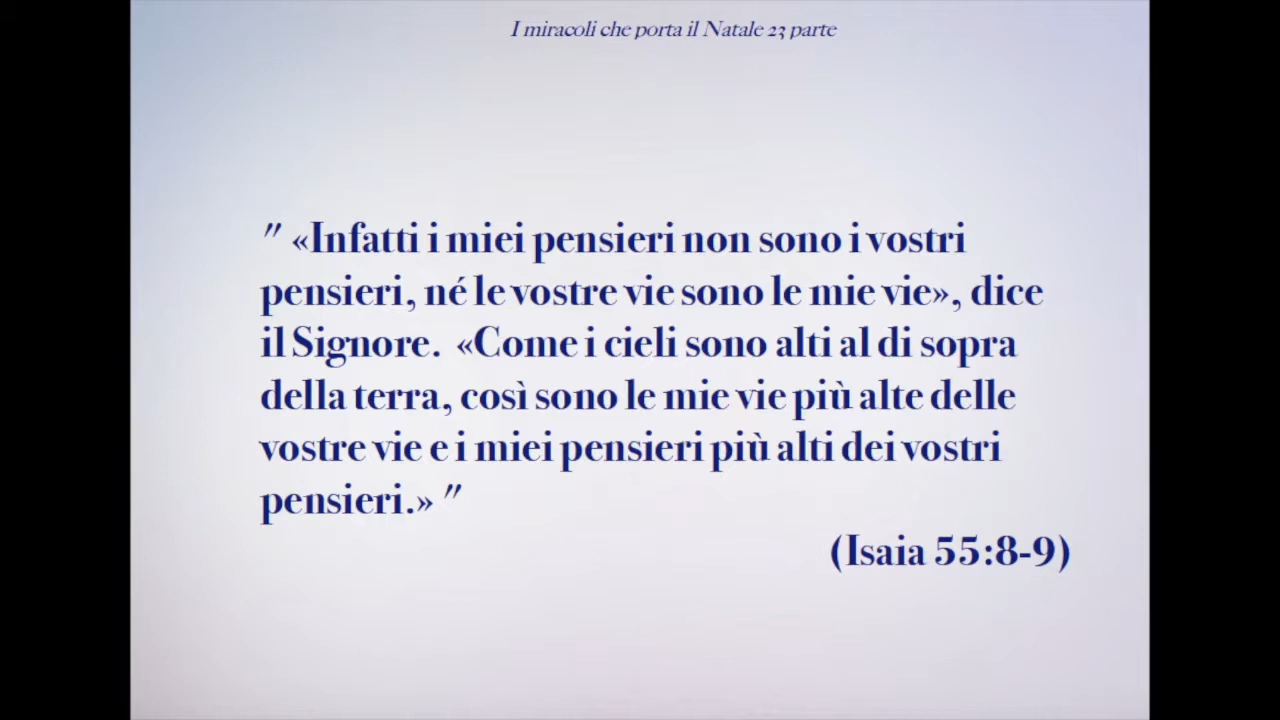 I miracoli che porta il Natale 23 parte
" «Infatti i miei pensieri non sono i vostri
pensieri, né le vostre vie sono le mie vie», dice
il Signore. «Come i cieli sono alti al di sopra
della terra, così sono le mie vie più alte delle
vostre vie e i miei pensieri più alti dei vostri
pensieri.» "
(Isaia 55:8-9)